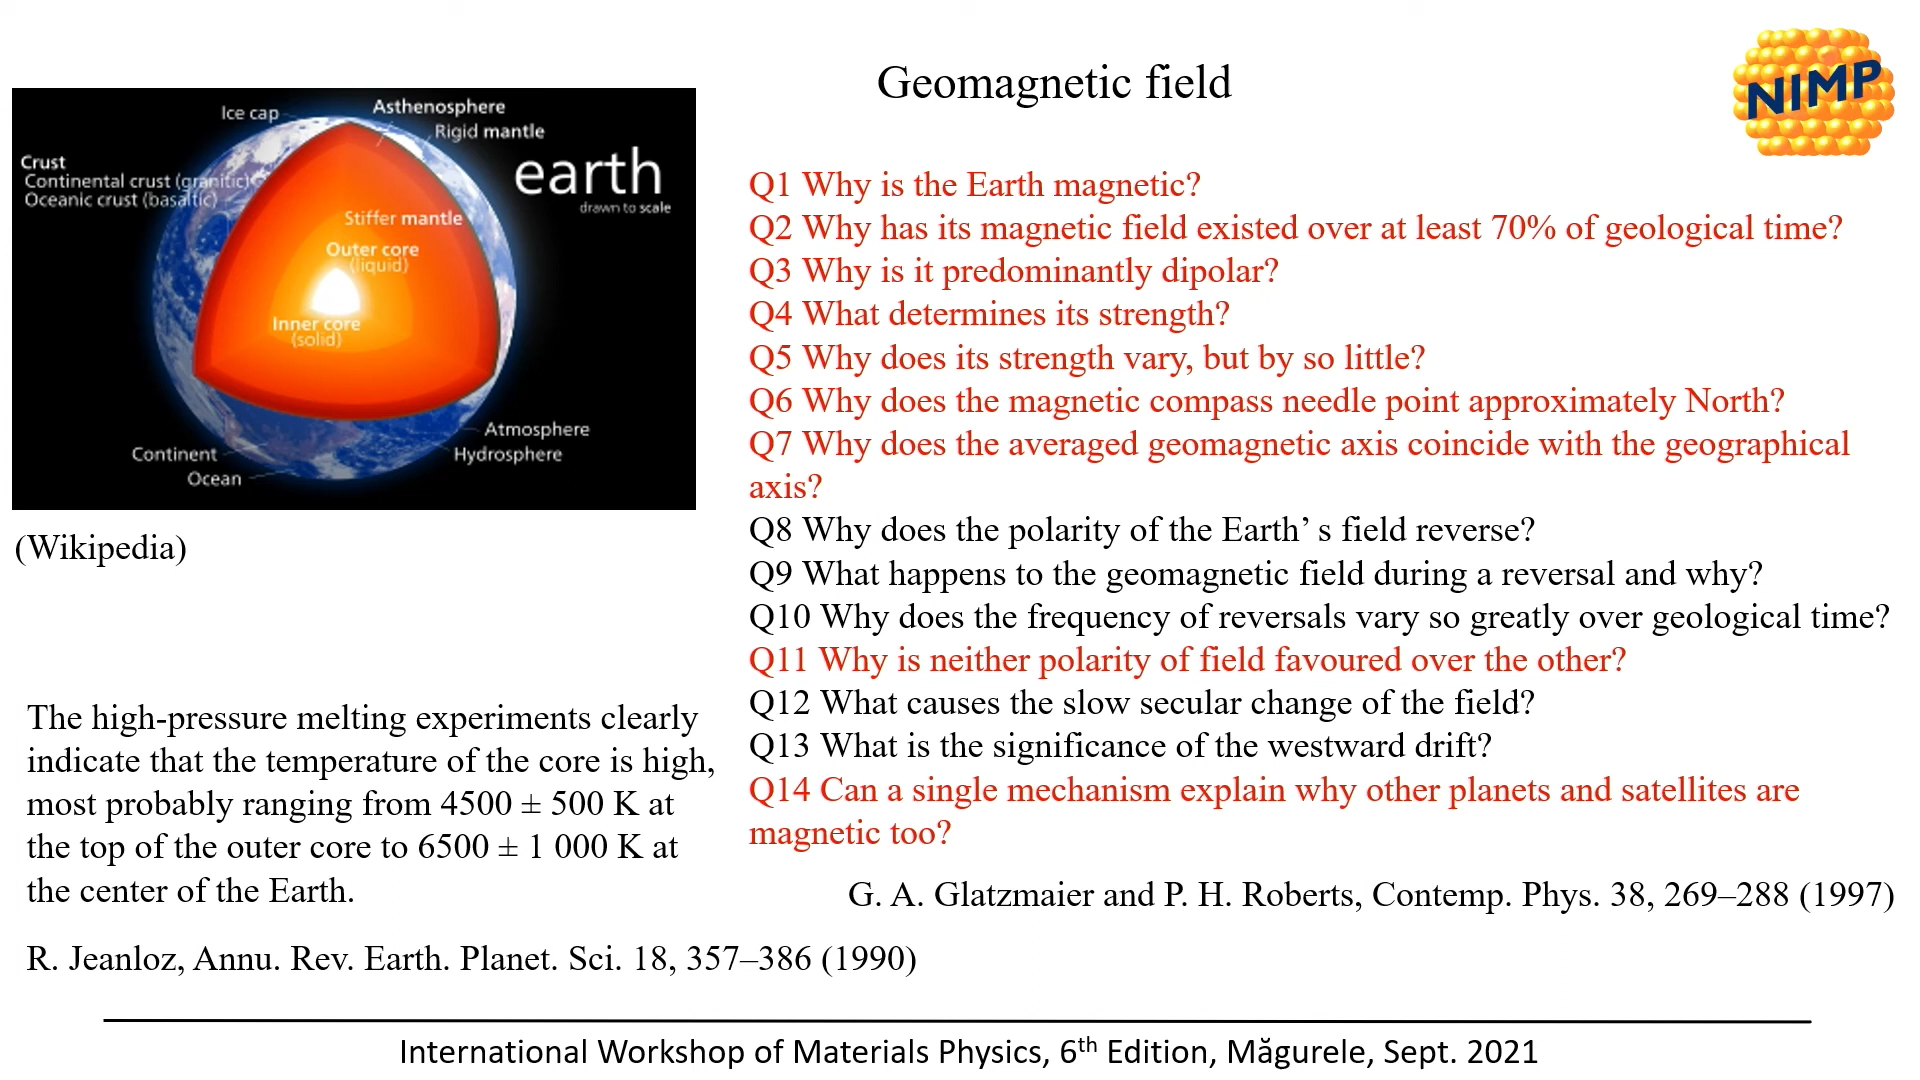 Geomagnetic field
NIMP
Ice cap
Asthenosphere
Rigid mantle
Crust
Continental crust (granitic)
Oceanic crust (basaltic)
earth
drawn to scale
Stiffer mantle
Outer core
(liquid)
Inner core
(solid)
Atmosphere
Hydrosphere
Continent
Ocean
(Wikipedia)
The high-pressure melting experiments clearly
indicate that the temperature of the core is high,
most probably ranging from 4500 ± 500 K at
the top of the outer core to 6500 ± 1 000 K at
the center of the Earth.
R. Jeanloz, Annu. Rev. Earth. Planet. Sci. 18, 357–386 (1990)
Q1 Why is the Earth magnetic?
Q2 Why has its magnetic field existed over at least 70% of geological time?
Q3 Why is it predominantly dipolar?
Q4 What determines its strength?
Q5 Why does its strength vary, but by so little?
Q6 Why does the magnetic compass needle point approximately North?
Q7 Why does the averaged geomagnetic axis coincide with the geographical
axis?
Q8 Why does the polarity of the Earth’ s field reverse?
Q9 What happens to the geomagnetic field during a reversal and why?
Q10 Why does the frequency of reversals vary so greatly over geological time?
Q11 Why is neither polarity of field favoured over the other?
Q12 What causes the slow secular change of the field?
Q13 What is the significance of the westward drift?
Q14 Can a single mechanism explain why other planets and satellites are
magnetic too?
G. A. Glatzmaier and P. H. Roberts, Contemp. Phys. 38, 269–288 (1997)
International Workshop of Materials Physics, 6th Edition, Măgurele, Sept. 2021